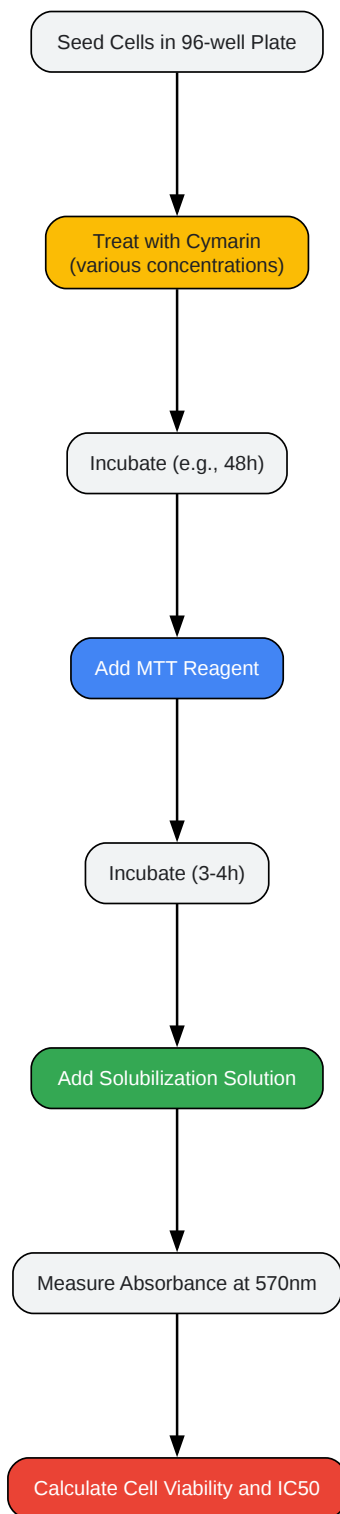 Seed Cells in 96-well Plate
Treat with Cymarin
(various concentrations)
Incubate (e.g., 48h)
Add MTT Reagent
Incubate (3-4h)
Add Solubilization Solution
Measure Absorbance at 570nm
Calculate Cell Viability and IC50